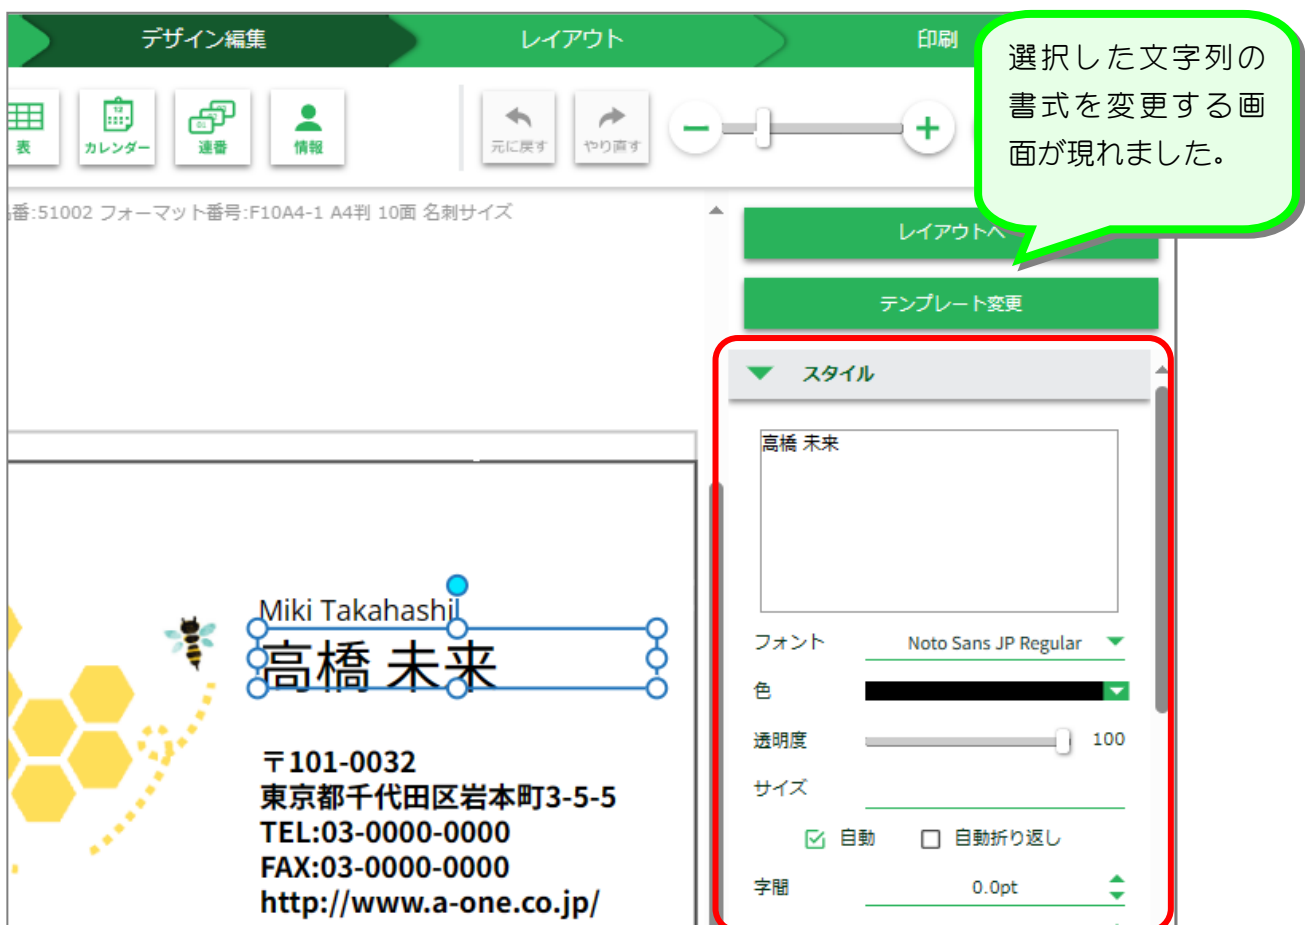 デザイン編集
レイアウト
印刷
選択した文字列の
書式を変更する画
面が現れました。
表
カレンダー
連番
情報
元に戻す
やり直す
番:51002 フォーマット番号:F10A4-1 A4判 10面 名刺サイズ
レイアウトへ
テンプレート変更
スタイル
高橋 未来
フォント
Noto Sans JP Regular
色
透明度
100
サイズ
自動
自動折り返し
字間
0.0pt
Miki Takahashi
高橋 未来
〒101-0032
東京都千代田区岩本町3-5-5
TEL:03-0000-0000
FAX:03-0000-0000
http://www.a-one.co.jp/